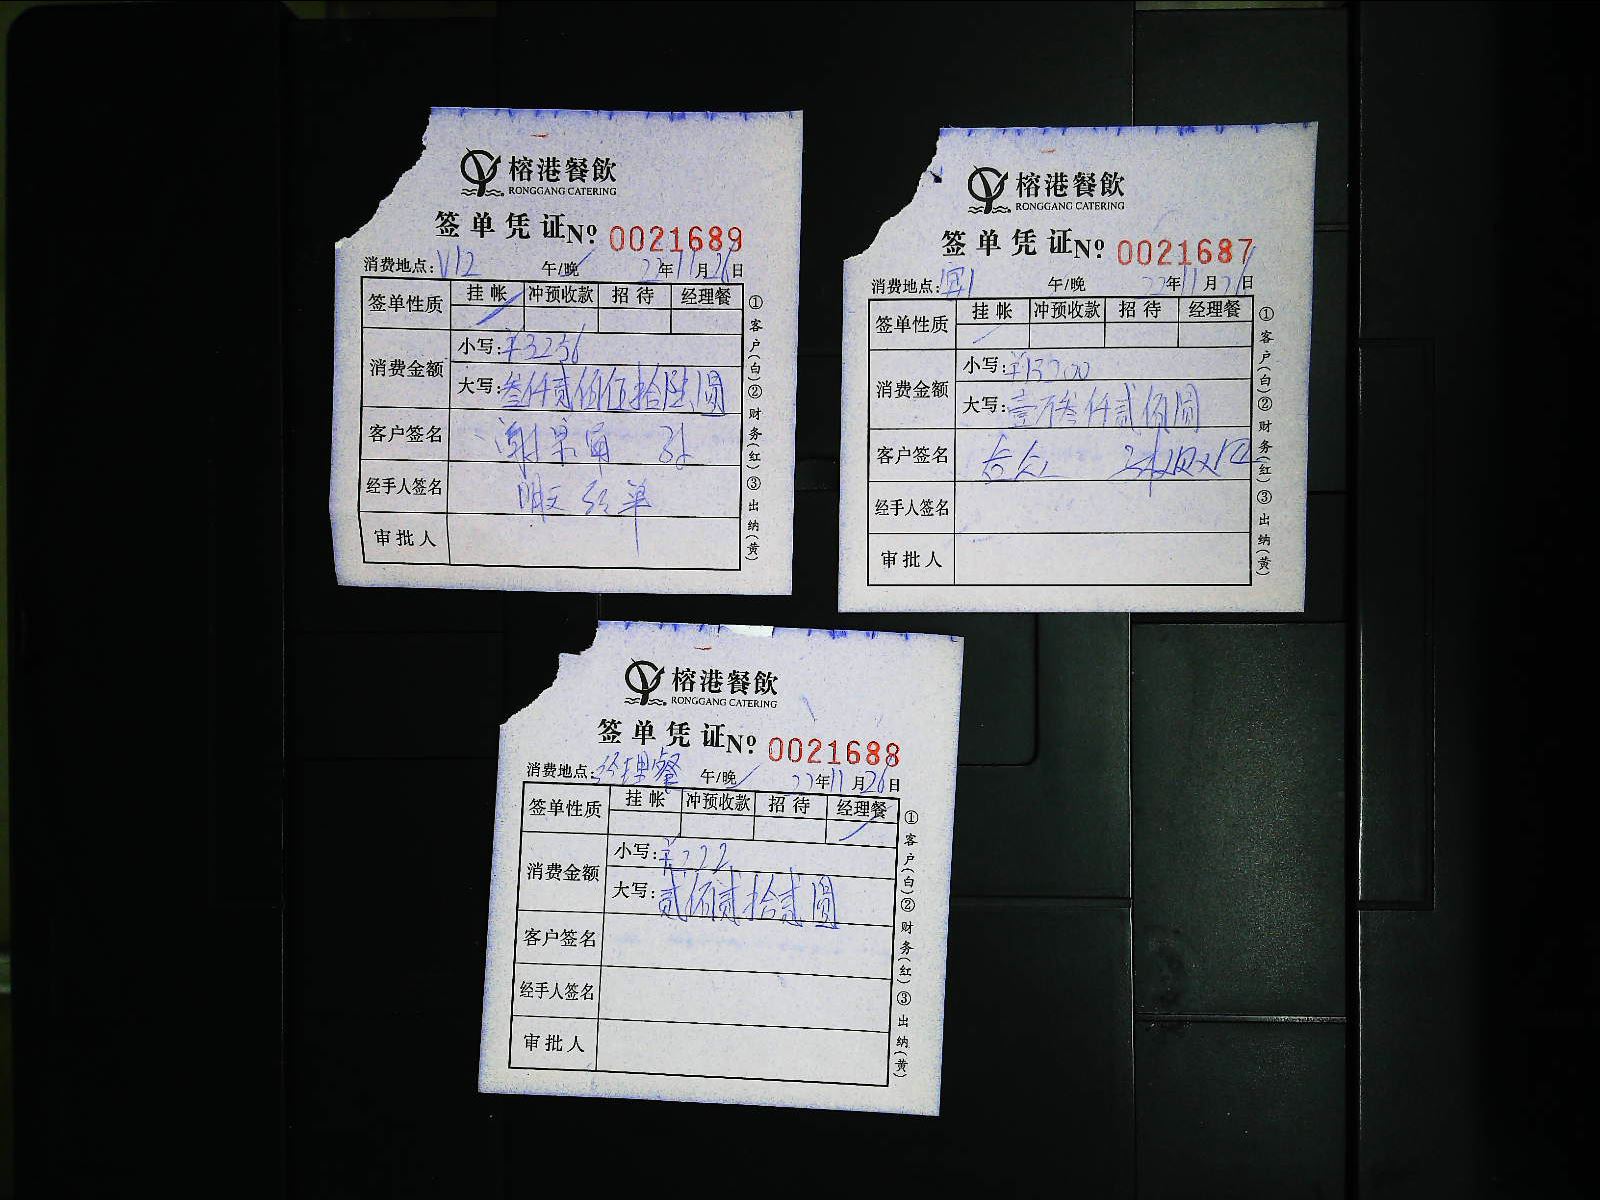 榕港餐飲
RONGGANG CATERING
签单凭证 Nº 0021689
消费地点: V12 午/晚 22年11月26日
签单性质 挂帐 冲预收款 招待 经理餐
消费金额 小写: ¥3256
大写: 叁仟贰佰伍拾陆圆
客户签名
经手人签名
审批人
①客户(白)②财务(红)③出纳(黄)
榕港餐飲
RONGGANG CATERING
签单凭证 Nº 0021687
消费地点: 午/晚 22年11月26日
签单性质 挂帐 冲预收款 招待 经理餐
消费金额 小写: ¥13200
大写: 壹万叁仟贰佰圆
客户签名
经手人签名
审批人
①客户(白)②财务(红)③出纳(黄)
榕港餐飲
RONGGANG CATERING
签单凭证 Nº 0021688
消费地点: 经理餐 午/晚 22年11月26日
签单性质 挂帐 冲预收款 招待 经理餐
消费金额 小写: ¥222
大写: 贰佰贰拾贰圆
客户签名
经手人签名
审批人
①客户(白)②财务(红)③出纳(黄)